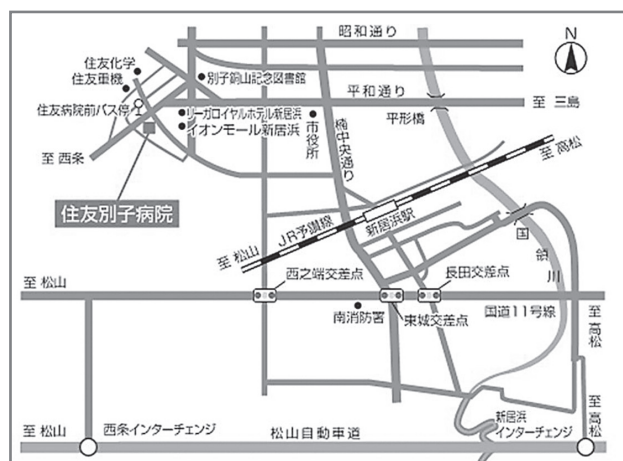 昭和通り
N
住友化学
住友重機
別子銅山記念図書館
平和通り
至 三島
住友病院前バス停
リーガロイヤルホテル新居浜
イオンモール新居浜
市役所
楠中央通り
平形橋
至 西条
至 高松
住友別子病院
JR予讃線
新居浜駅
国領川
至 松山
至 松山
西之端交差点
長田交差点
南消防署
東城交差点
国道11号線
至 高松
至 高松
西条インターチェンジ
新居浜
インターチェンジ
至 松山
松山自動車道